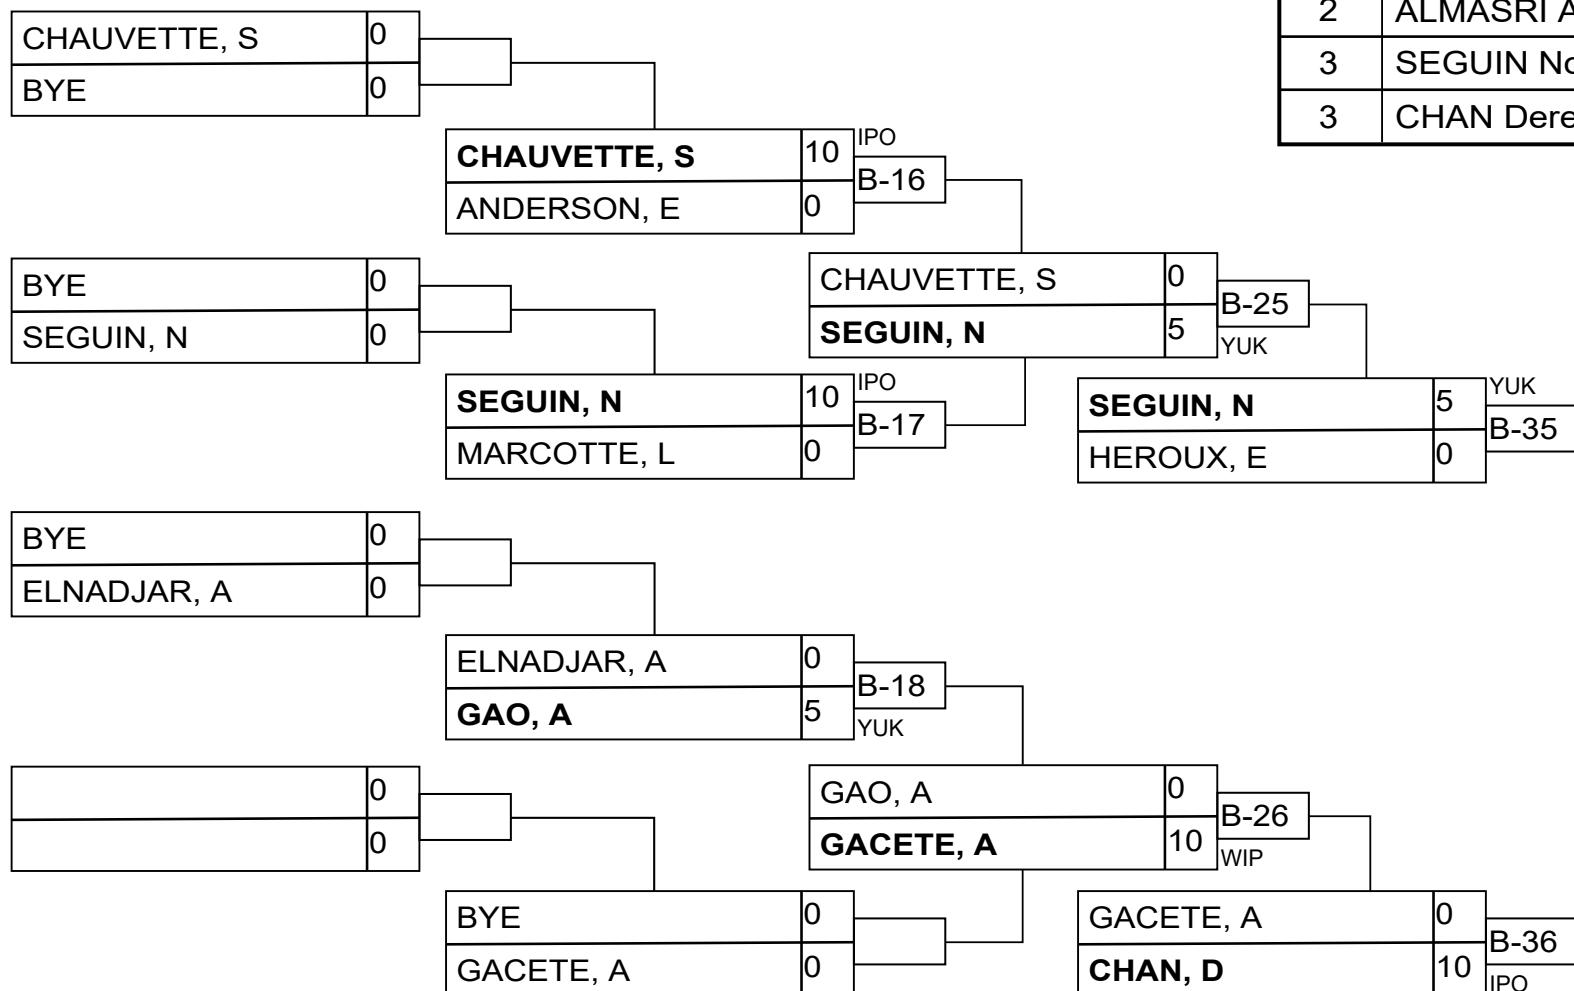 2 ALMASRI A
3 SEGUIN No
3 CHAN Dere
CHAUVETTE, S 0
BYE 0
CHAUVETTE, S 10 IPO
B-16
ANDERSON, E 0
BYE 0
SEGUIN, N 0
CHAUVETTE, S 0
B-25
SEGUIN, N 5
YUK
SEGUIN, N 10 IPO
B-17
MARCOTTE, L 0
SEGUIN, N 5 YUK
B-35
HEROUX, E 0
BYE 0
ELNADJAR, A 0
ELNADJAR, A 0
B-18
GAO, A 5
YUK
0
0
GAO, A 0
B-26
GACETE, A 10
WIP
BYE 0
GACETE, A 0
GACETE, A 0
B-36
CHAN, D 10
IPO